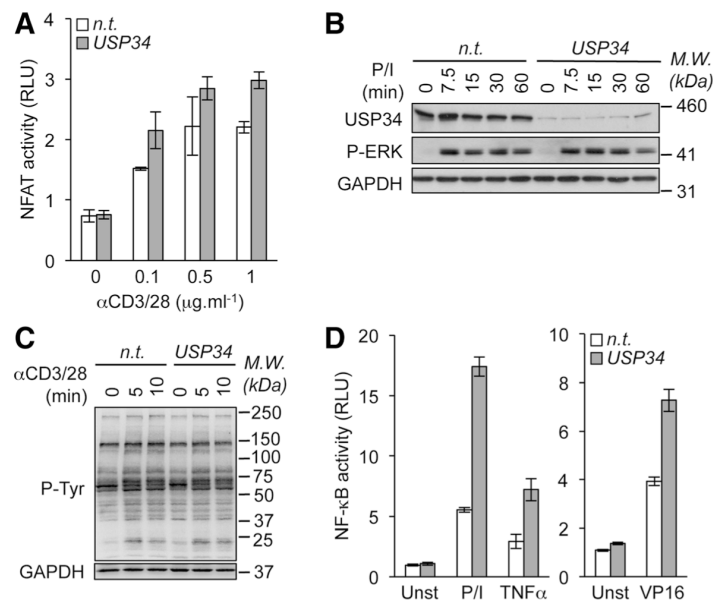 A
n.t.
USP34
NFAT activity (RLU)
4
3
2
1
0
0 0.1 0.5 1
αCD3/28 (μg.ml-1)
B
n.t. USP34 M.W.
P/I (kDa)
(min) 0 7.5 15 30 60 0 7.5 15 30 60
USP34 460
P-ERK 41
GAPDH 31
C
n.t. USP34 M.W.
αCD3/28 (kDa)
(min) 0 5 10 0 5 10
250
150
100
75
P-Tyr
50
37
25
GAPDH 37
D
NF-κB activity (RLU)
20
15
10
5
0
Unst P/I TNFα
n.t.
USP34
10
8
6
4
2
0
Unst VP16